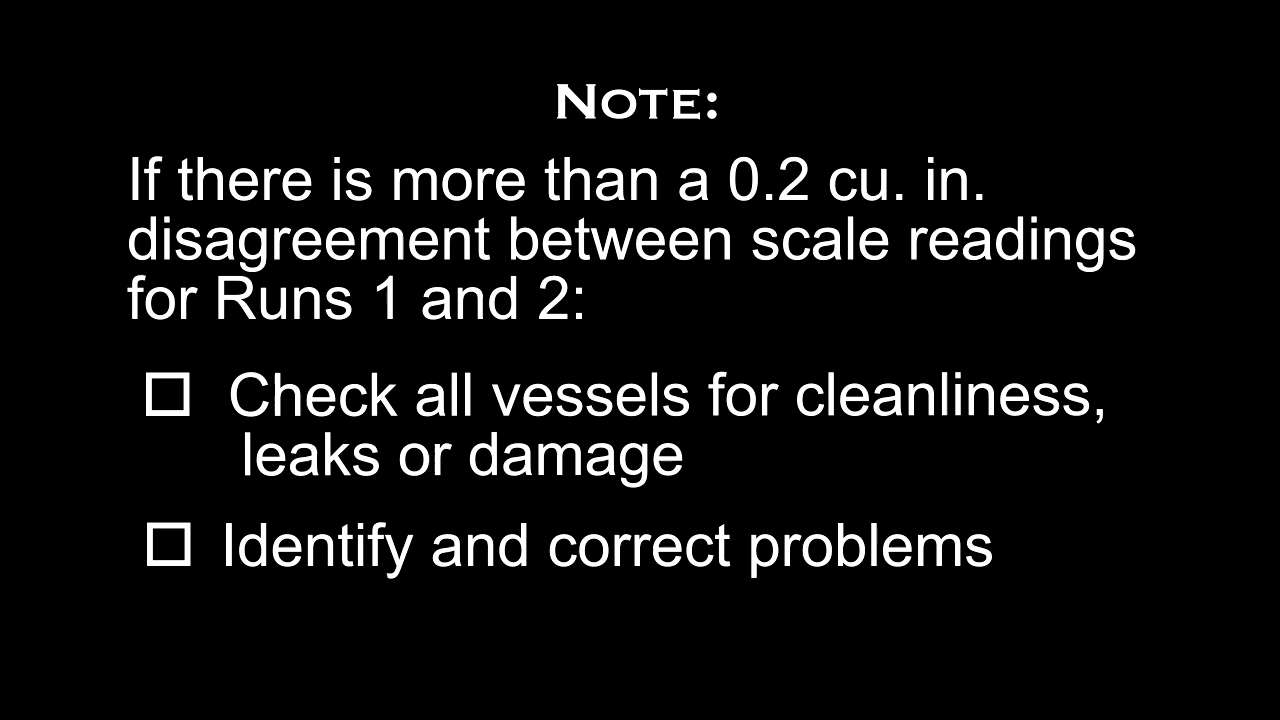 Note:
If there is more than a 0.2 cu. in.
disagreement between scale readings
for Runs 1 and 2:
☐ Check all vessels for cleanliness,
leaks or damage
☐ Identify and correct problems